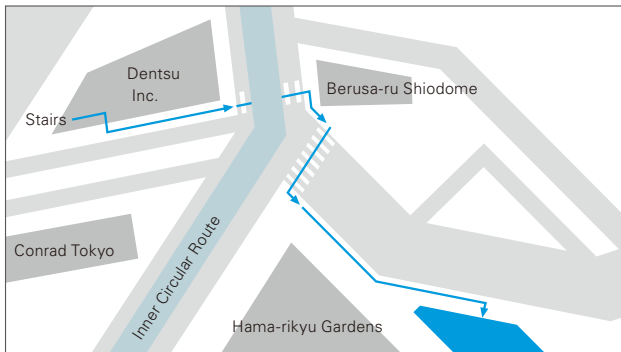 Dentsu
Inc.
Berusa-ru Shiodome
Stairs
Conrad Tokyo
Inner Circular Route
Hama-rikyu Gardens